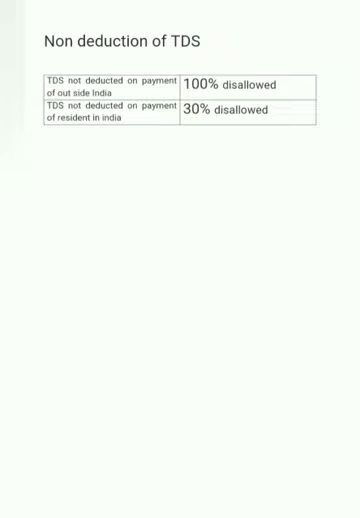 Non deduction of TDS
TDS not deducted on payment
of out side India
100% disallowed
TDS not deducted on payment
of resident in india
30% disallowed